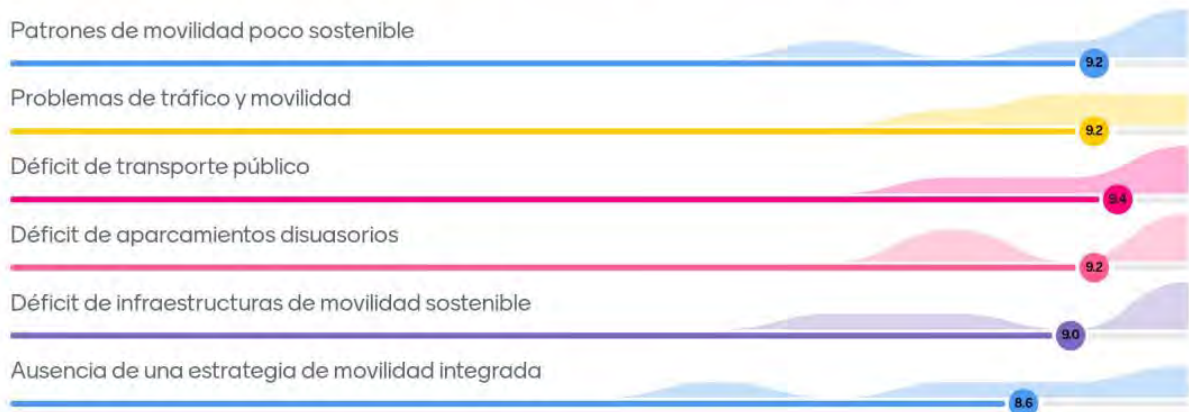 Patrones de movilidad poco sostenible
9.2
Problemas de tráfico y movilidad
9.2
Déficit de transporte público
9.4
Déficit de aparcamientos disuasorios
9.2
Déficit de infraestructuras de movilidad sostenible
9.0
Ausencia de una estrategia de movilidad integrada
8.6